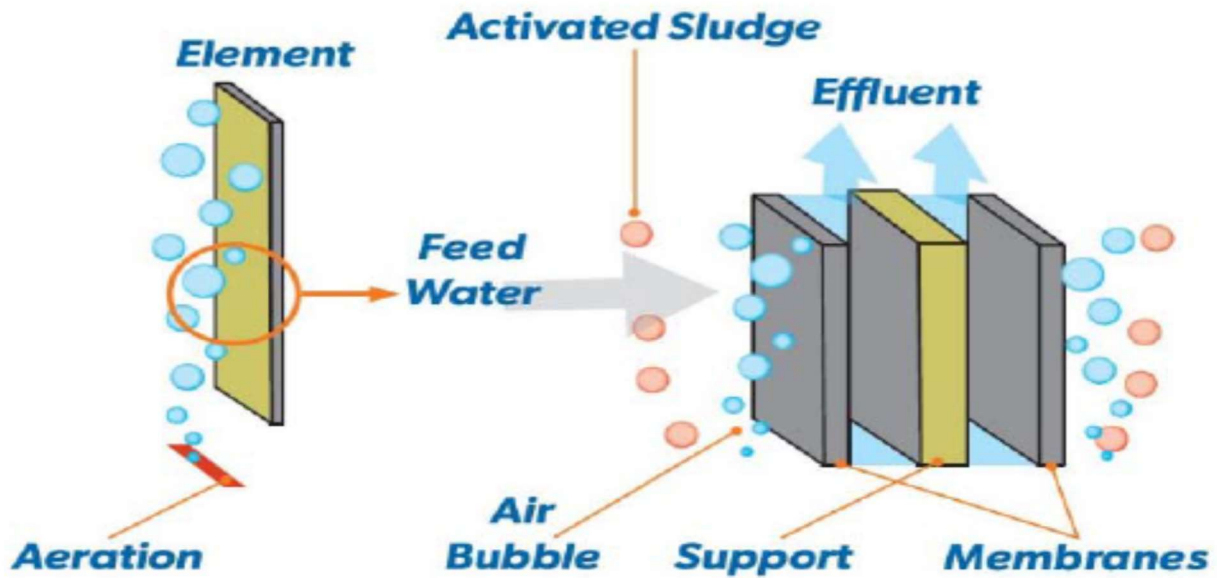 Activated Sludge
Element
Effluent
Feed
Water
Air
Bubble
Aeration
Support
Membranes